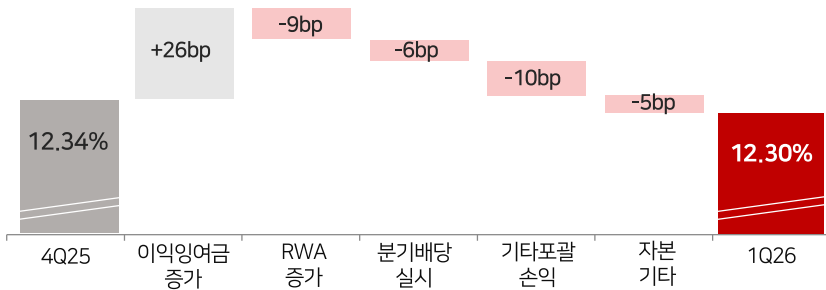 +26bp
-9bp
-6bp
-10bp
-5bp
12.34%
12.30%
4Q25
이익잉여금
증가
RWA
증가
분기배당
실시
기타포괄
손익
자본
기타
1Q26